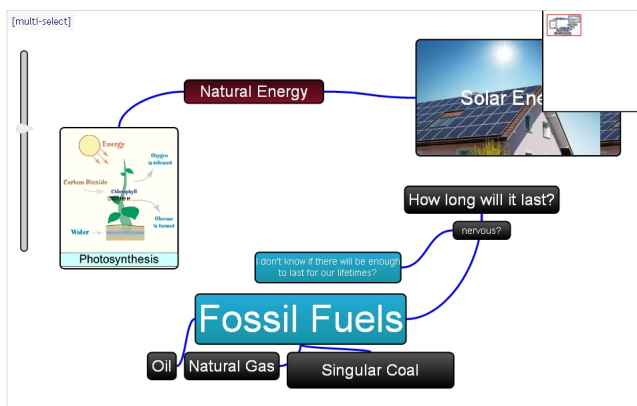 [multi-select]
Natural Energy
Solar Ene
Energy
Oxygen
is released
Carbon Dioxide
Chlorophyll
Water
Glucose
is formed
Photosynthesis
How long will it last?
nervous?
I don't know if there will be enough
to last for our lifetimes?
Fossil Fuels
Oil
Natural Gas
Singular Coal